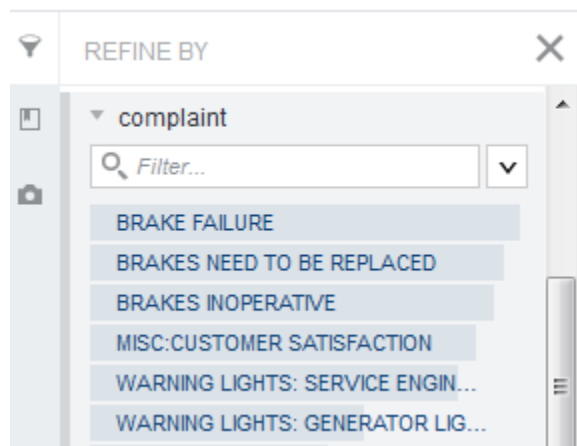 REFINE BY
complaint
Filter...
BRAKE FAILURE
BRAKES NEED TO BE REPLACED
BRAKES INOPERATIVE
MISC:CUSTOMER SATISFACTION
WARNING LIGHTS: SERVICE ENGIN...
WARNING LIGHTS: GENERATOR LIG...